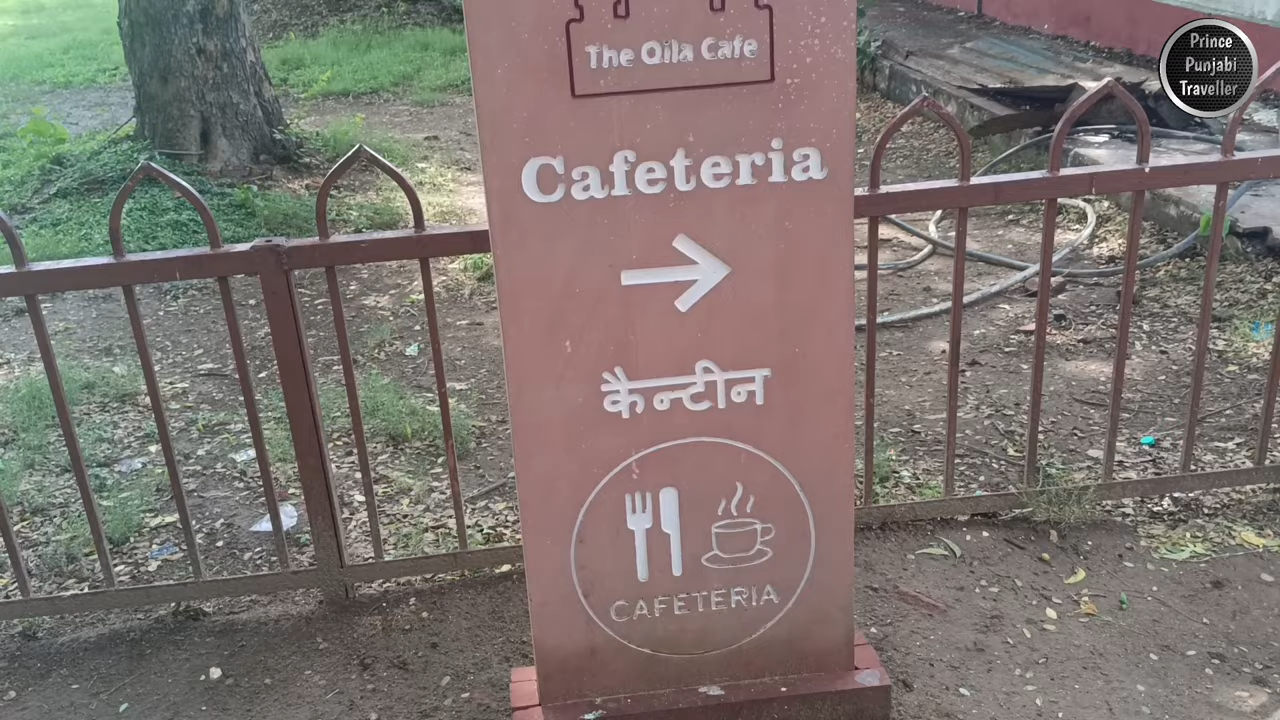 Prince
Punjabi
Traveller
The Qila Cafe
Cafeteria
कैन्टीन
CAFETERIA